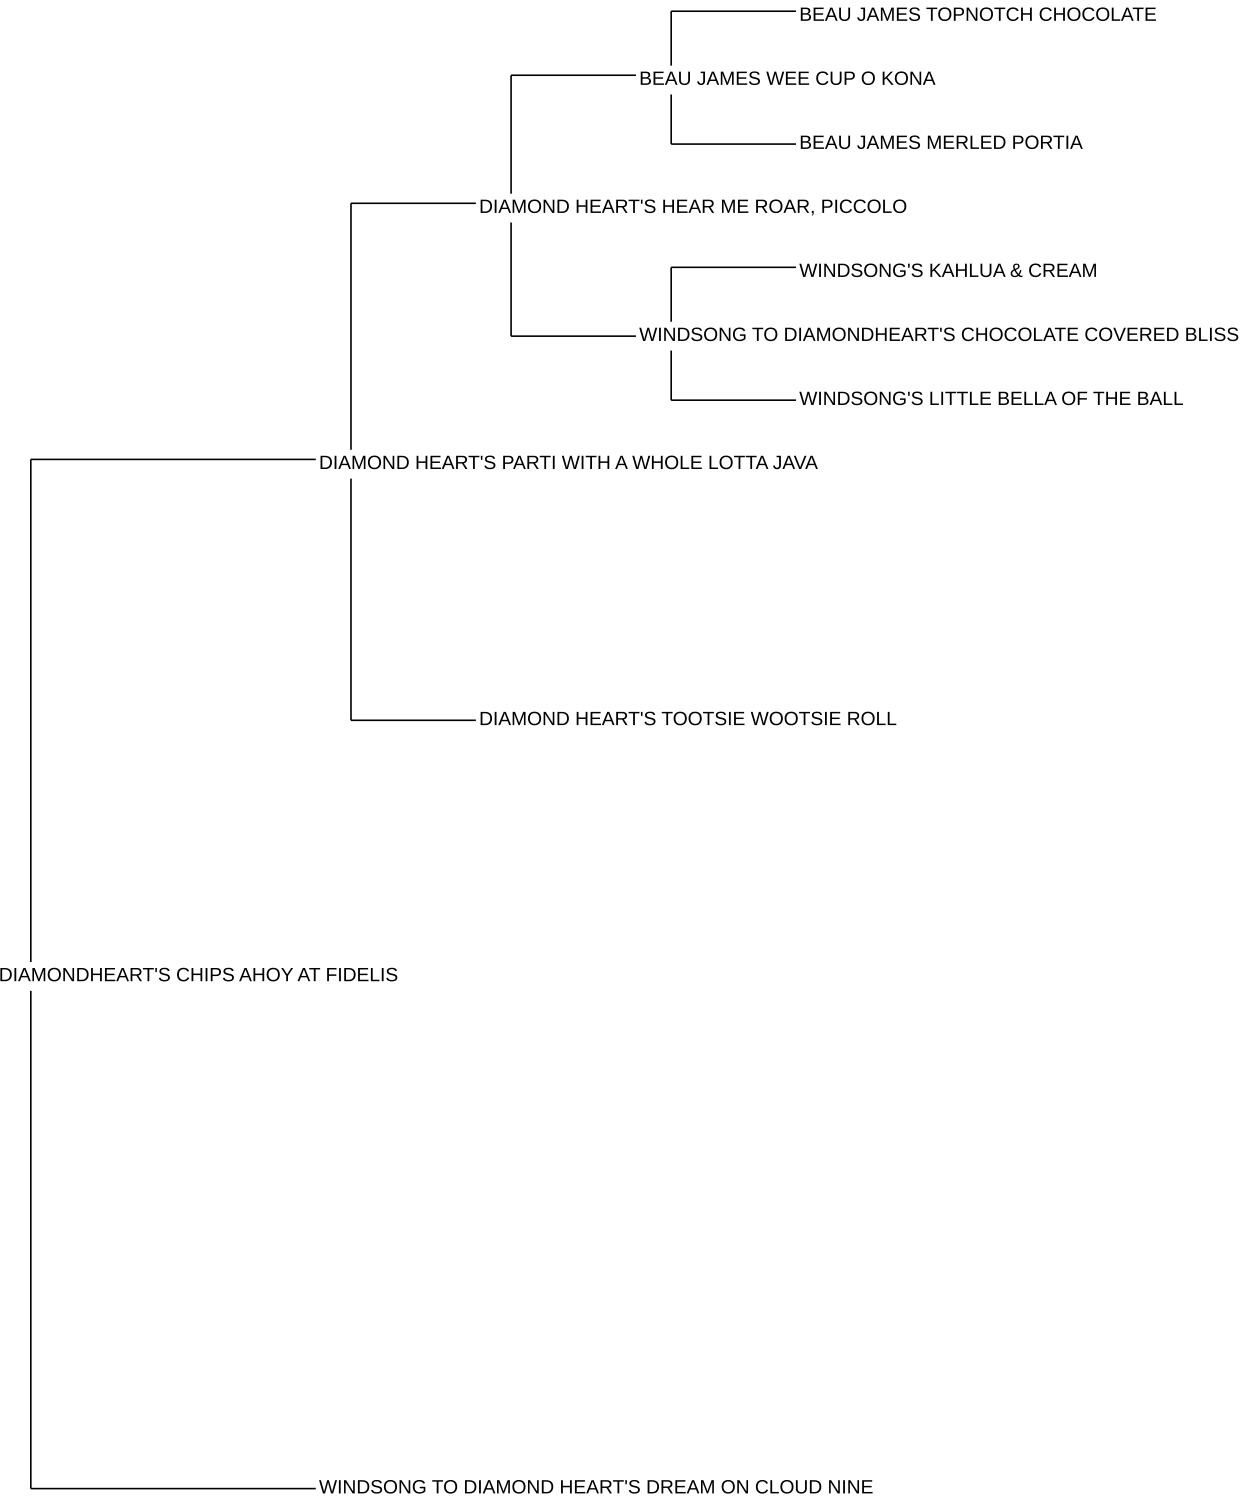 BEAU JAMES TOPNOTCH CHOCOLATE
BEAU JAMES WEE CUP O KONA
BEAU JAMES MERLED PORTIA
DIAMOND HEART'S HEAR ME ROAR, PICCOLO
WINDSONG'S KAHLUA & CREAM
WINDSONG TO DIAMONDHEART'S CHOCOLATE COVERED BLISS
WINDSONG'S LITTLE BELLA OF THE BALL
DIAMOND HEART'S PARTI WITH A WHOLE LOTTA JAVA
DIAMOND HEART'S TOOTSIE WOOTSIE ROLL
DIAMONDHEART'S CHIPS AHOY AT FIDELIS
WINDSONG TO DIAMOND HEART'S DREAM ON CLOUD NINE